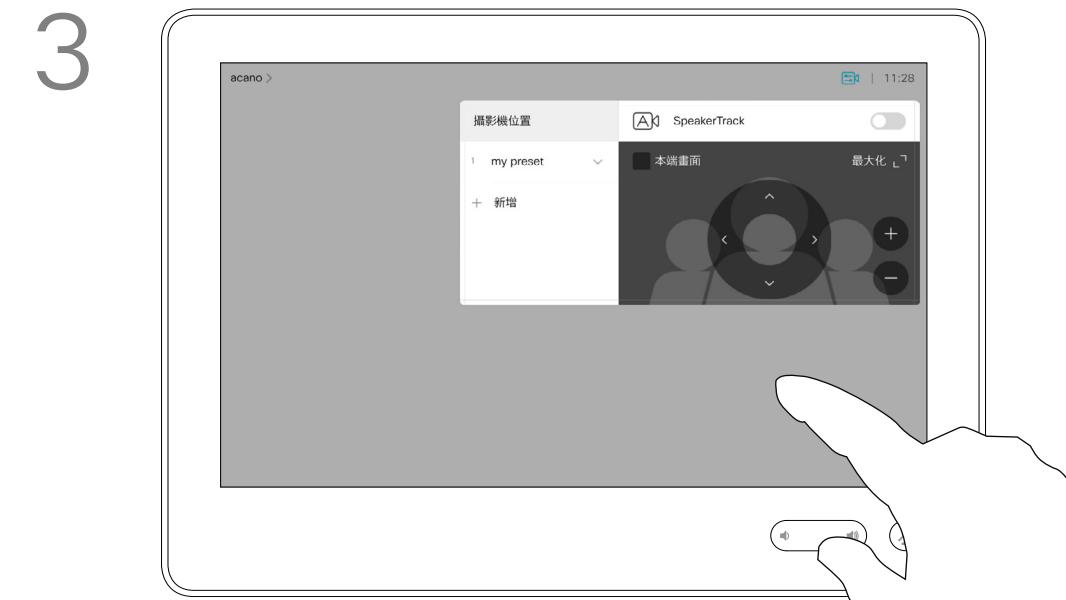 3
acano >
11:28
攝影機位置
SpeakerTrack
1 my preset
本端畫面
最大化
+ 新增